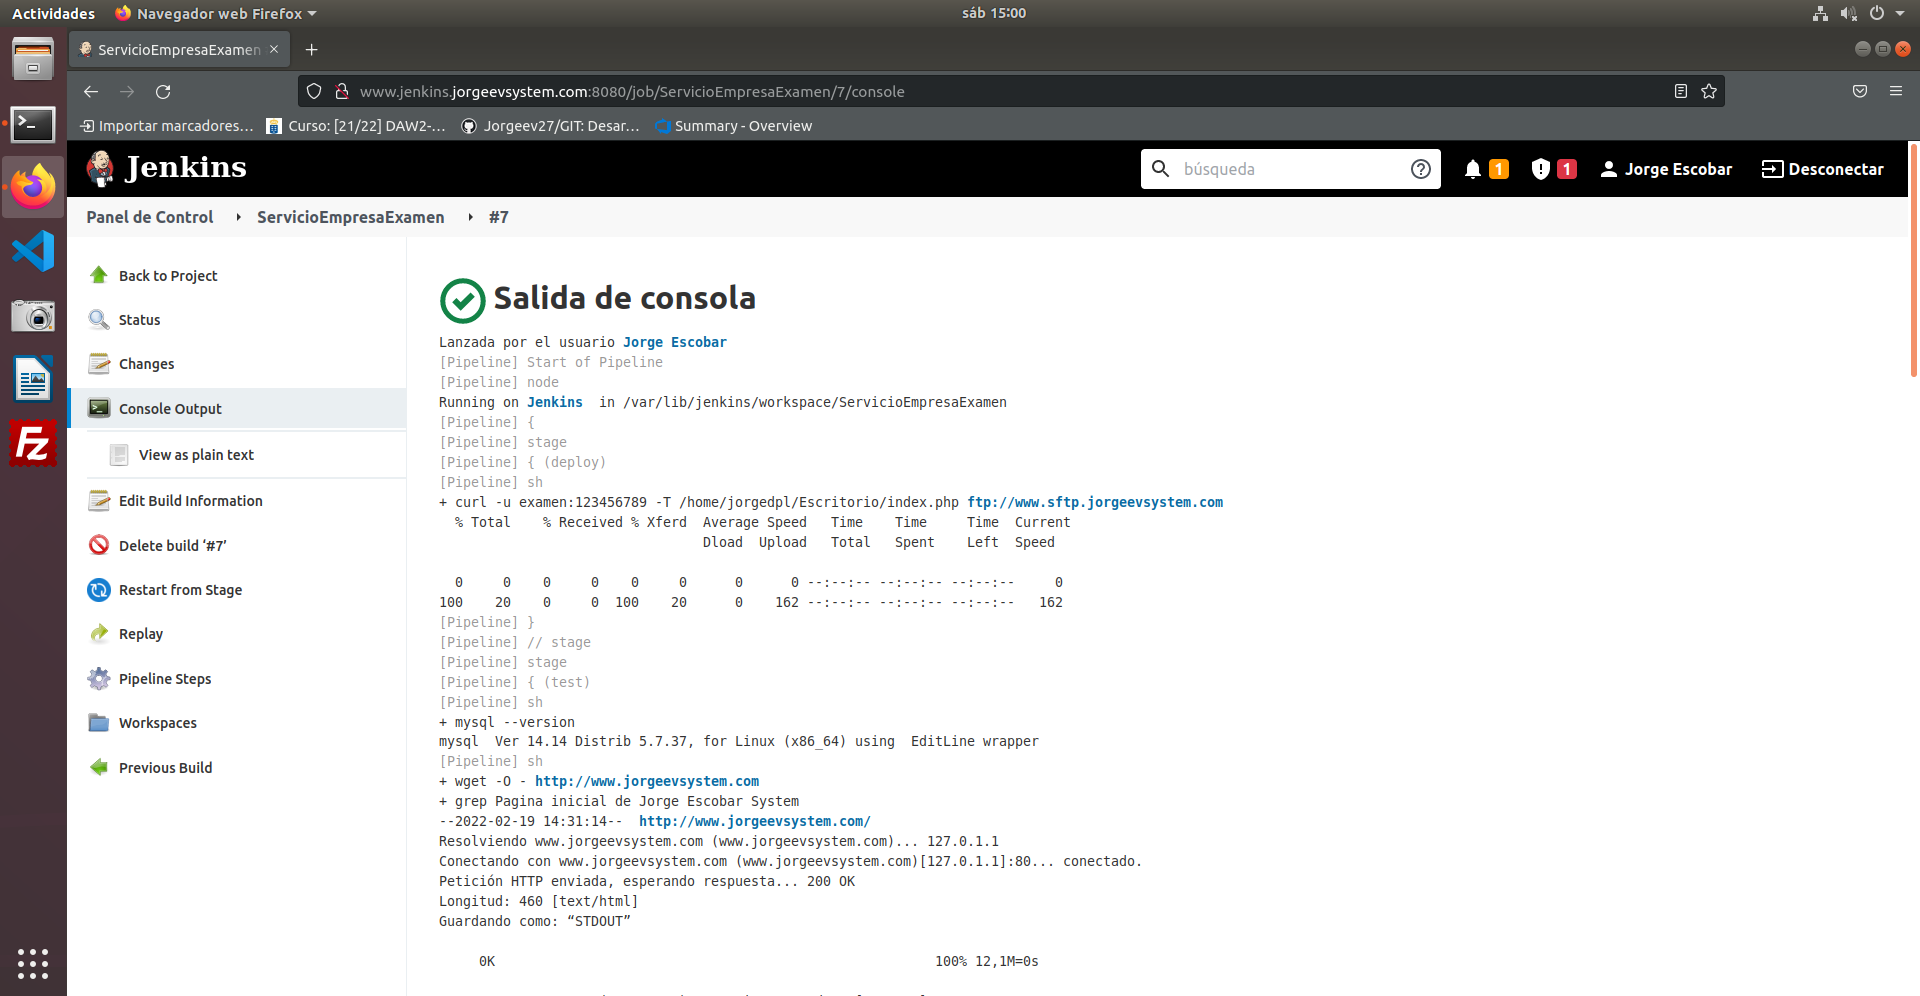 Actividades
Navegador web Firefox
sáb 15:00
ServicioEmpresaExamen
www.jenkins.jorgeevsystem.com:8080/job/ServicioEmpresaExamen/7/console
Importar marcadores...
Curso: [21/22] DAW2-...
Jorgeev27/GIT: Desar...
Summary - Overview
Jenkins
búsqueda
1
1
Jorge Escobar
Desconectar
Panel de Control
ServicioEmpresaExamen
#7
Back to Project
Status
Changes
Console Output
View as plain text
Edit Build Information
Delete build ‘#7’
Restart from Stage
Replay
Pipeline Steps
Workspaces
Previous Build
Salida de consola
Lanzada por el usuario Jorge Escobar
[Pipeline] Start of Pipeline
[Pipeline] node
Running on Jenkins  in /var/lib/jenkins/workspace/ServicioEmpresaExamen
[Pipeline] {
[Pipeline] stage
[Pipeline] { (deploy)
[Pipeline] sh
+ curl -u examen:123456789 -T /home/jorgedpl/Escritorio/index.php ftp://www.sftp.jorgeevsystem.com
  % Total    % Received % Xferd  Average Speed   Time    Time     Time  Current
                                 Dload  Upload   Total   Spent    Left  Speed
  0     0    0     0    0     0      0      0 --:--:-- --:--:-- --:--:--     0
100    20    0     0  100    20      0    162 --:--:-- --:--:-- --:--:--   162
[Pipeline] }
[Pipeline] // stage
[Pipeline] stage
[Pipeline] { (test)
[Pipeline] sh
+ mysql --version
mysql  Ver 14.14 Distrib 5.7.37, for Linux (x86_64) using  EditLine wrapper
[Pipeline] sh
+ wget -O - http://www.jorgeevsystem.com
+ grep Pagina inicial de Jorge Escobar System
--2022-02-19 14:31:14--  http://www.jorgeevsystem.com/
Resolviendo www.jorgeevsystem.com (www.jorgeevsystem.com)... 127.0.1.1
Conectando con www.jorgeevsystem.com (www.jorgeevsystem.com)[127.0.1.1]:80... conectado.
Petición HTTP enviada, esperando respuesta... 200 OK
Longitud: 460 [text/html]
Guardando como: “STDOUT”
     0K                                                       100% 12,1M=0s